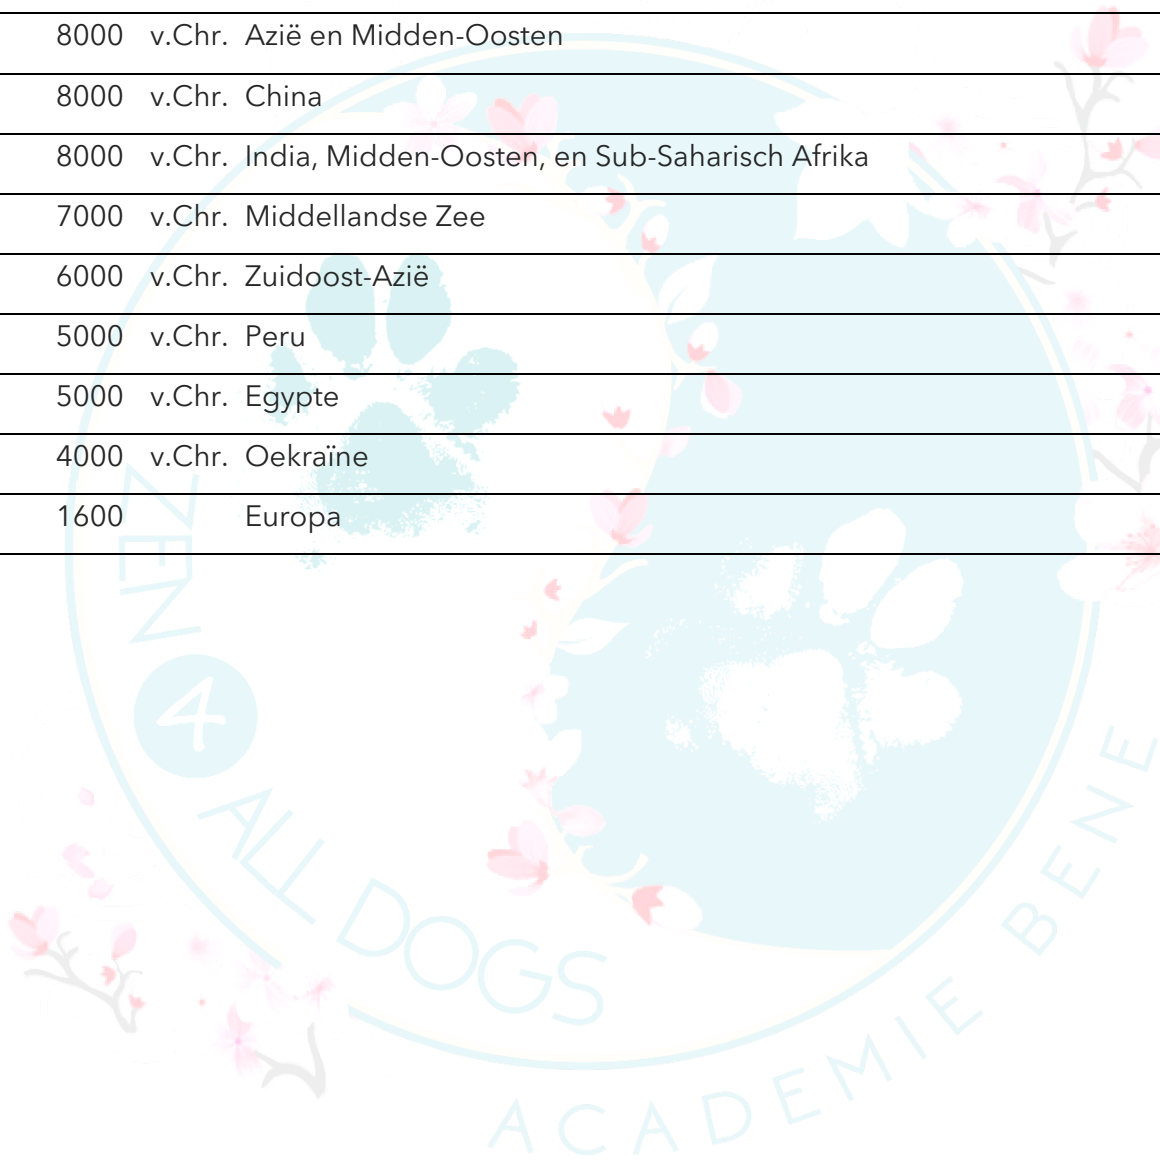 8000 v.Chr. Azië en Midden-Oosten
8000 v.Chr. China
8000 v.Chr. India, Midden-Oosten, en Sub-Saharisch Afrika
7000 v.Chr. Middellandse Zee
6000 v.Chr. Zuidoost-Azië
5000 v.Chr. Peru
5000 v.Chr. Egypte
4000 v.Chr. Oekraïne
1600 Europa
ZEN 4 ALL DOGS
ACADEMIE BENE